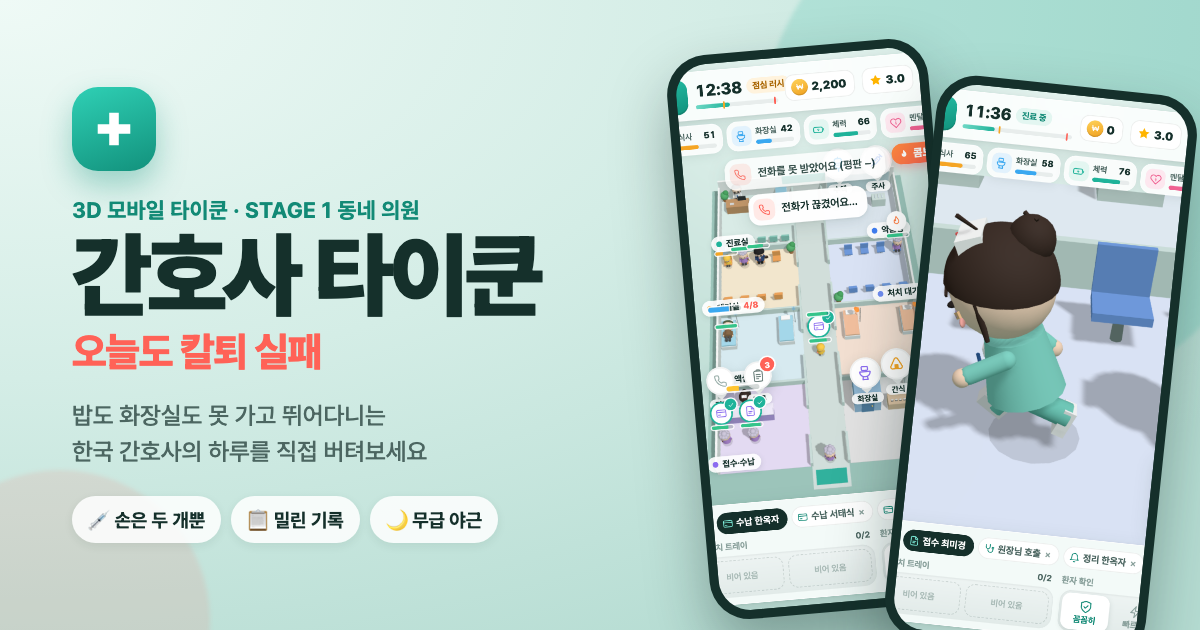 3D 모바일 타이쿤 · STAGE 1 동네 의원
간호사 타이쿤
오늘도 칼퇴 실패
밥도 화장실도 못 가고 뛰어다니는
한국 간호사의 하루를 직접 버텨보세요
💉 손은 두 개뿐
📋 밀린 기록
🌙 무급 야근
12:38 점심 러시
2,200
3.0
51
화장실 42
체력 66
전화를 못 받았어요 (평판 −)
전화가 끊겼어요...
주사
진료실
4/8
처치 대기
3
화장실
간식
접수·수납
수납 한옥자
수납 서태식 ×
트레이
0/2
비어 있음
비어 있음
11:36 진료 중
0
3.0
65
화장실 58
체력 76
접수 최미경
원장님 호출 ×
정리 한옥자 ×
트레이
0/2
환자 확인
비어 있음
비어 있음
꼼꼼히